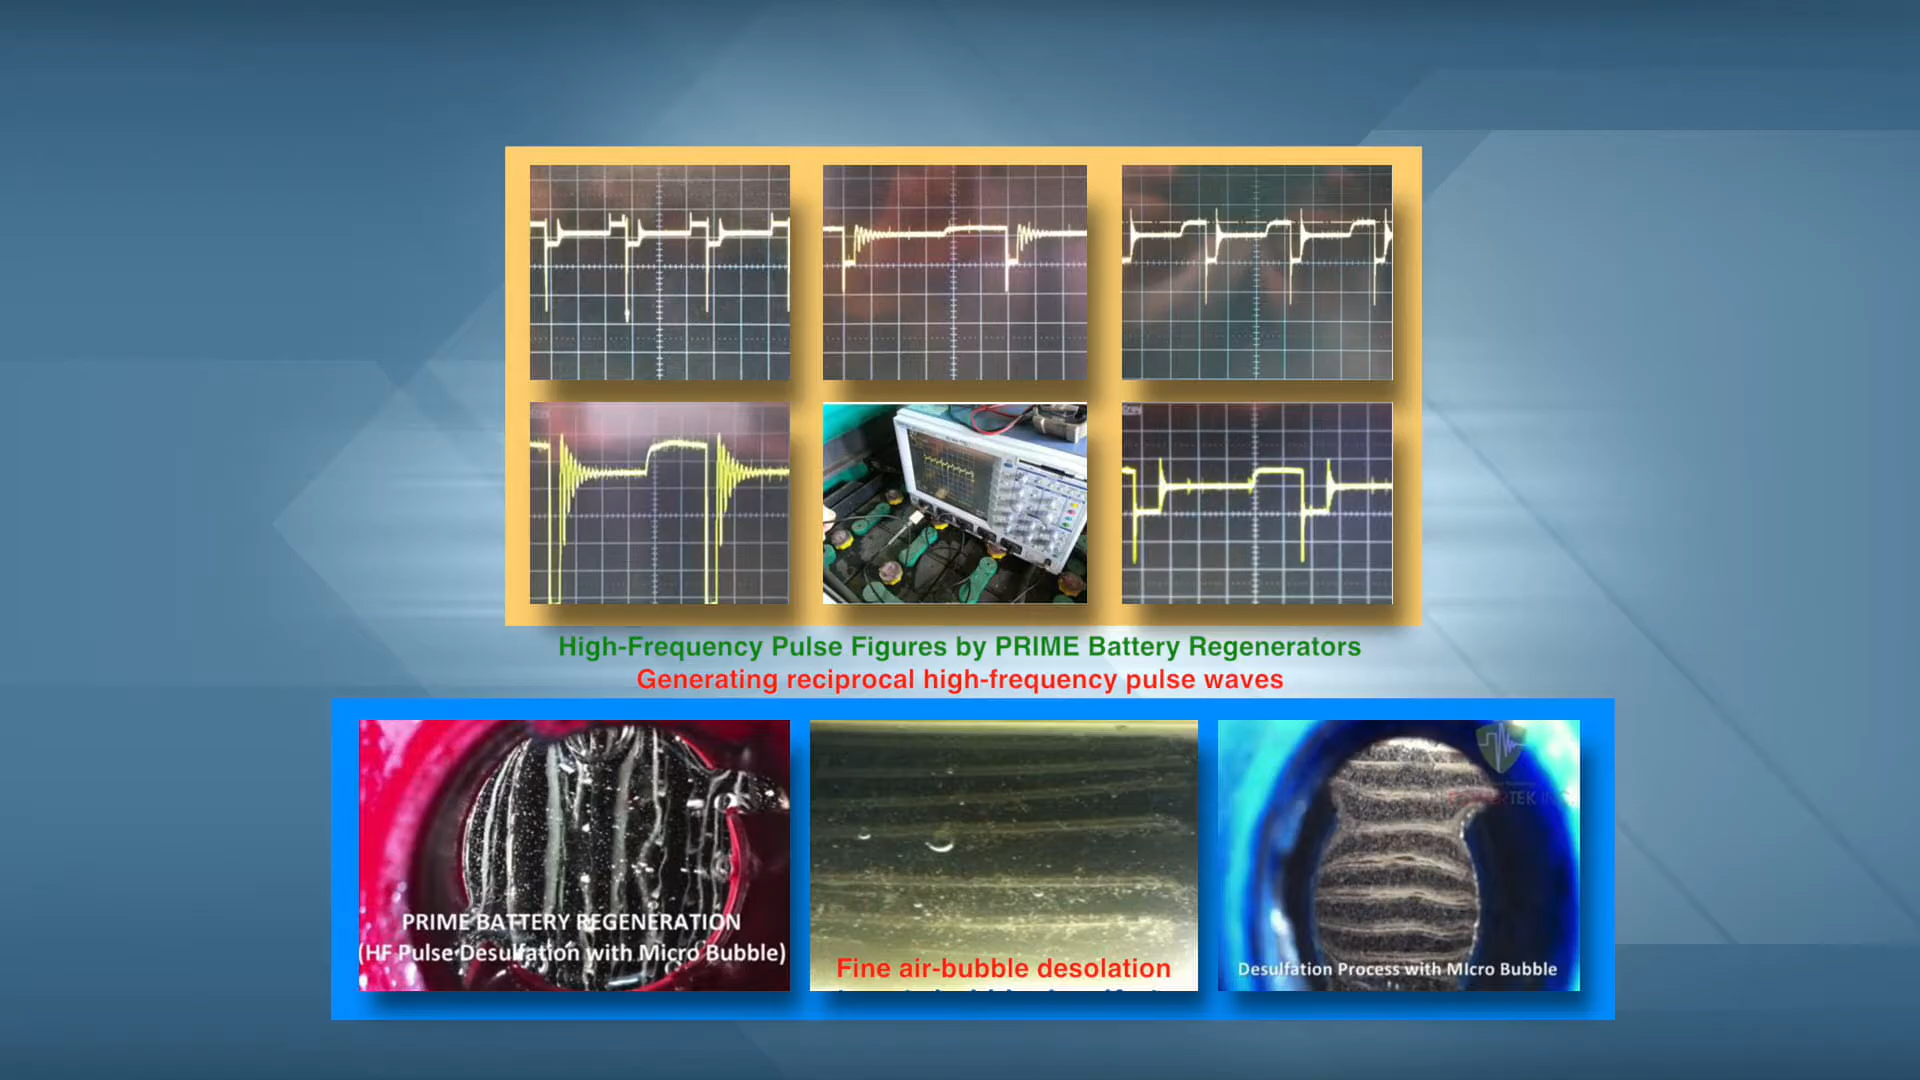 High-Frequency Pulse Figures by PRIME Battery Regenerators
Generating reciprocal high-frequency pulse waves
PRIME BATTERY REGENERATION
(HF Pulse Desulfation with Micro Bubble)
Fine air-bubble desolation
Desulfation Process with MIcro Bubble